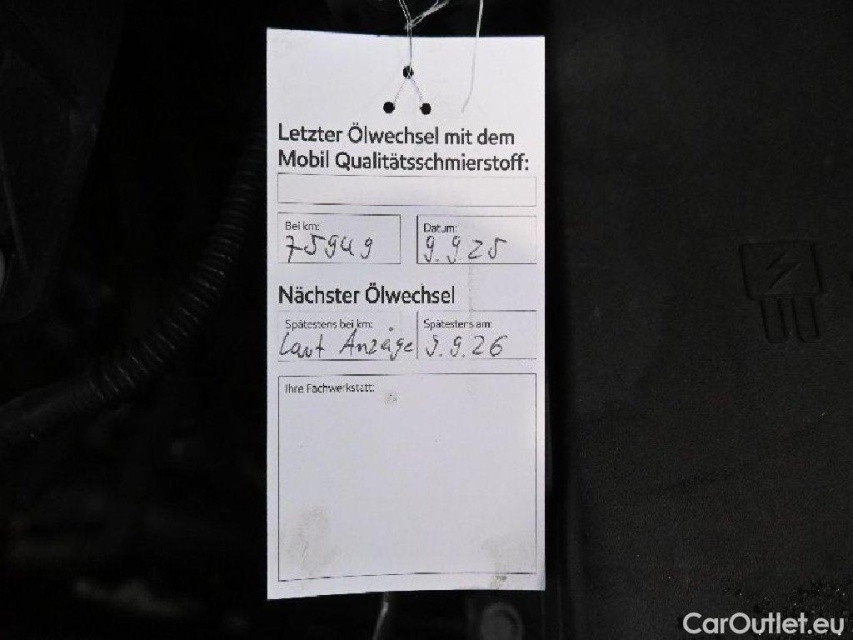 Letzter Ölwechsel mit dem
Mobil Qualitätsschmierstoff:
Bei km: Datum:
75949 9.9.25
Nächster Ölwechsel
Spätestens bei km: Spätestens am:
Laut Anzeige 9.9.26
Ihre Fachwerkstatt:
CarOutlet.eu